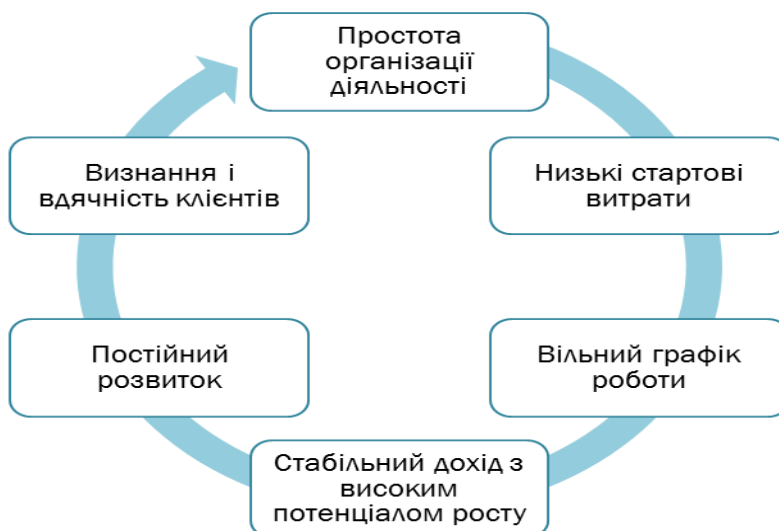 Простота
організації
діяльності
Низькі стартові
витрати
Вільний графік
роботи
Стабільний дохід з
високим
потенціалом росту
Постійний
розвиток
Визнання і
вдячність клієнтів